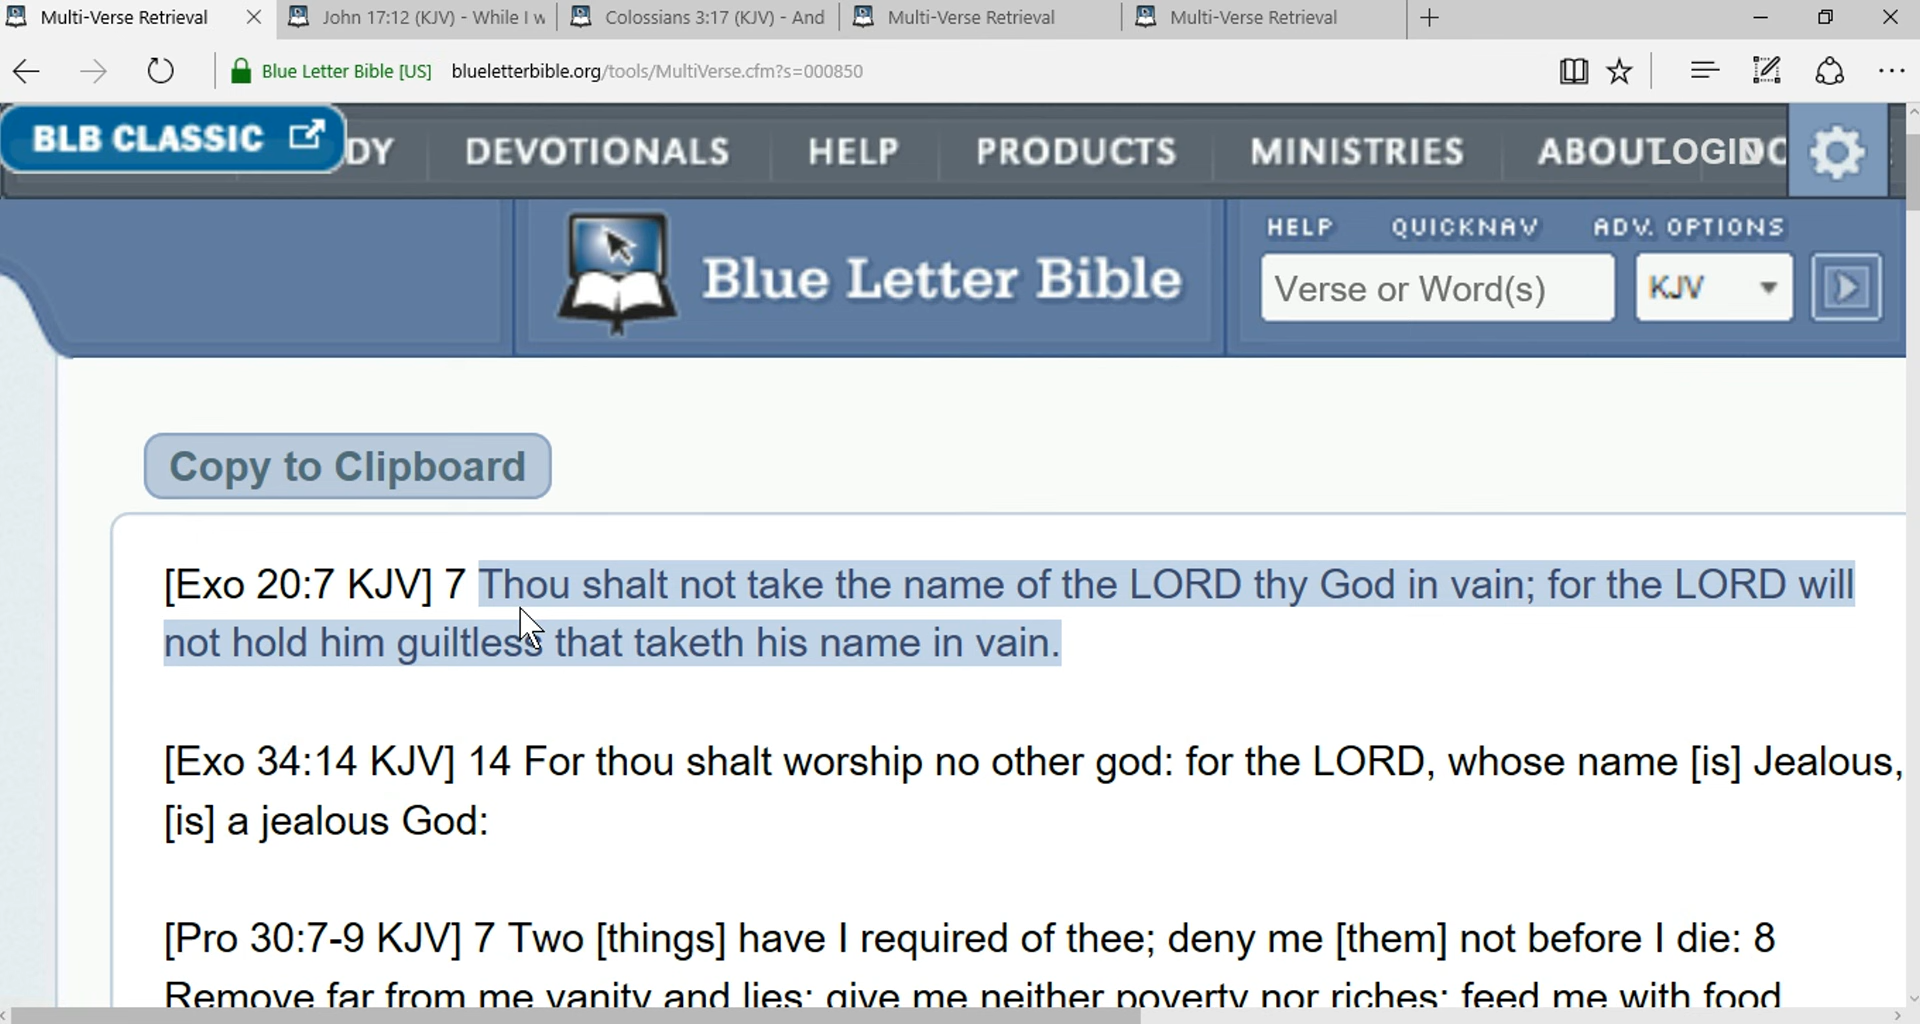 Multi-Verse Retrieval
John 17:12 (KJV) - While I w
Colossians 3:17 (KJV) - And
Multi-Verse Retrieval
Multi-Verse Retrieval
Blue Letter Bible [US] blueletterbible.org/tools/MultiVerse.cfm?s=000850
BLB CLASSIC DY DEVOTIONALS HELP PRODUCTS MINISTRIES ABOUT LOGIN
HELP QUICKNAV ADV. OPTIONS
Blue Letter Bible
Verse or Word(s) KJV
Copy to Clipboard
[Exo 20:7 KJV] 7 Thou shalt not take the name of the LORD thy God in vain; for the LORD will
not hold him guiltless that taketh his name in vain.
[Exo 34:14 KJV] 14 For thou shalt worship no other god: for the LORD, whose name [is] Jealous,
[is] a jealous God:
[Pro 30:7-9 KJV] 7 Two [things] have I required of thee; deny me [them] not before I die: 8
Remove far from me vanity and lies: give me neither poverty nor riches; feed me with food